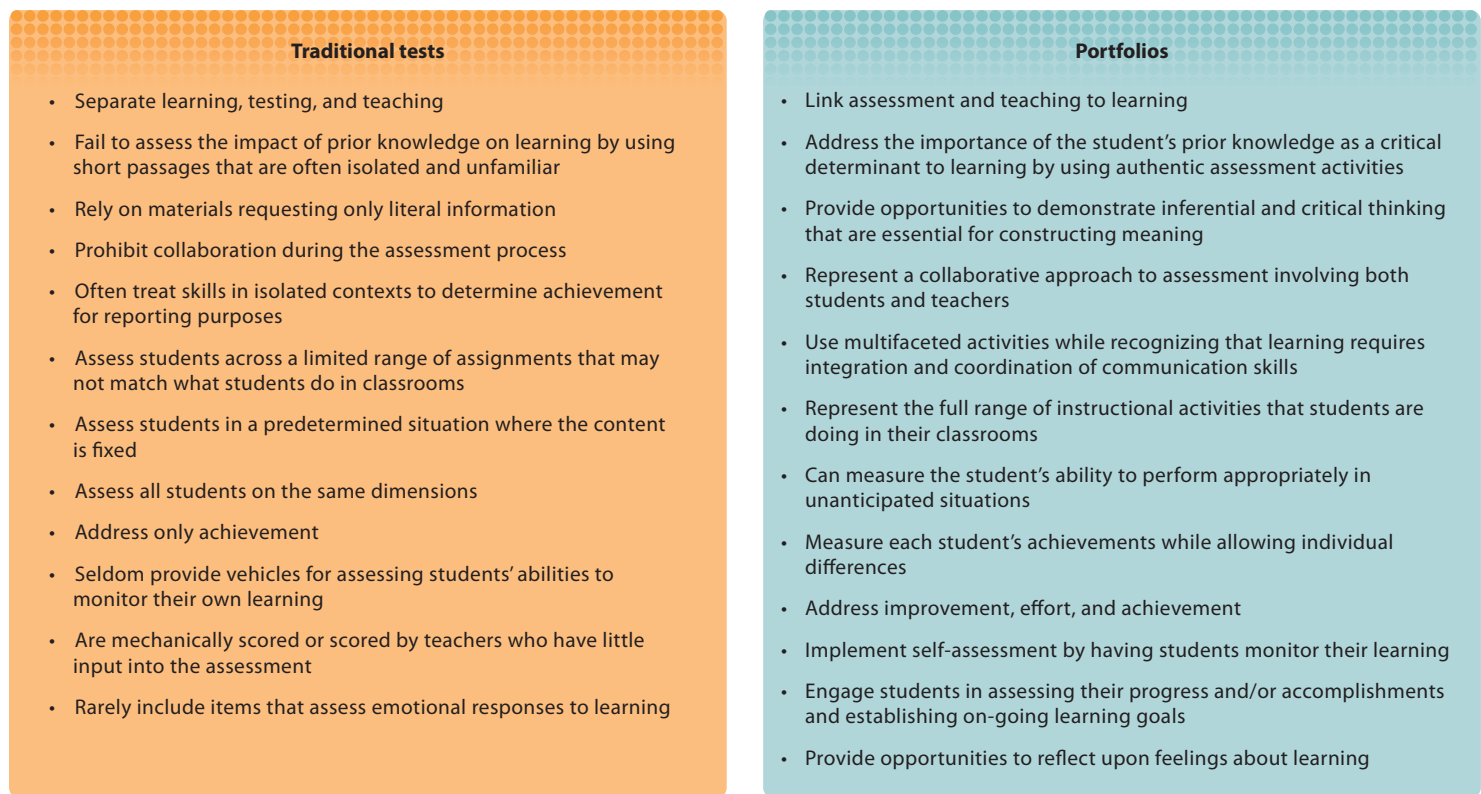 Traditional tests
• Separate learning, testing, and teaching
• Fail to assess the impact of prior knowledge on learning by using
short passages that are often isolated and unfamiliar
• Rely on materials requesting only literal information
• Prohibit collaboration during the assessment process
• Often treat skills in isolated contexts to determine achievement
for reporting purposes
• Assess students across a limited range of assignments that may
not match what students do in classrooms
• Assess students in a predetermined situation where the content
is fixed
• Assess all students on the same dimensions
• Address only achievement
• Seldom provide vehicles for assessing students’ abilities to
monitor their own learning
• Are mechanically scored or scored by teachers who have little
input into the assessment
• Rarely include items that assess emotional responses to learning
Portfolios
• Link assessment and teaching to learning
• Address the importance of the student’s prior knowledge as a critical
determinant to learning by using authentic assessment activities
• Provide opportunities to demonstrate inferential and critical thinking
that are essential for constructing meaning
• Represent a collaborative approach to assessment involving both
students and teachers
• Use multifaceted activities while recognizing that learning requires
integration and coordination of communication skills
• Represent the full range of instructional activities that students are
doing in their classrooms
• Can measure the student’s ability to perform appropriately in
unanticipated situations
• Measure each student’s achievements while allowing individual
differences
• Address improvement, effort, and achievement
• Implement self-assessment by having students monitor their learning
• Engage students in assessing their progress and/or accomplishments
and establishing on-going learning goals
• Provide opportunities to reflect upon feelings about learning